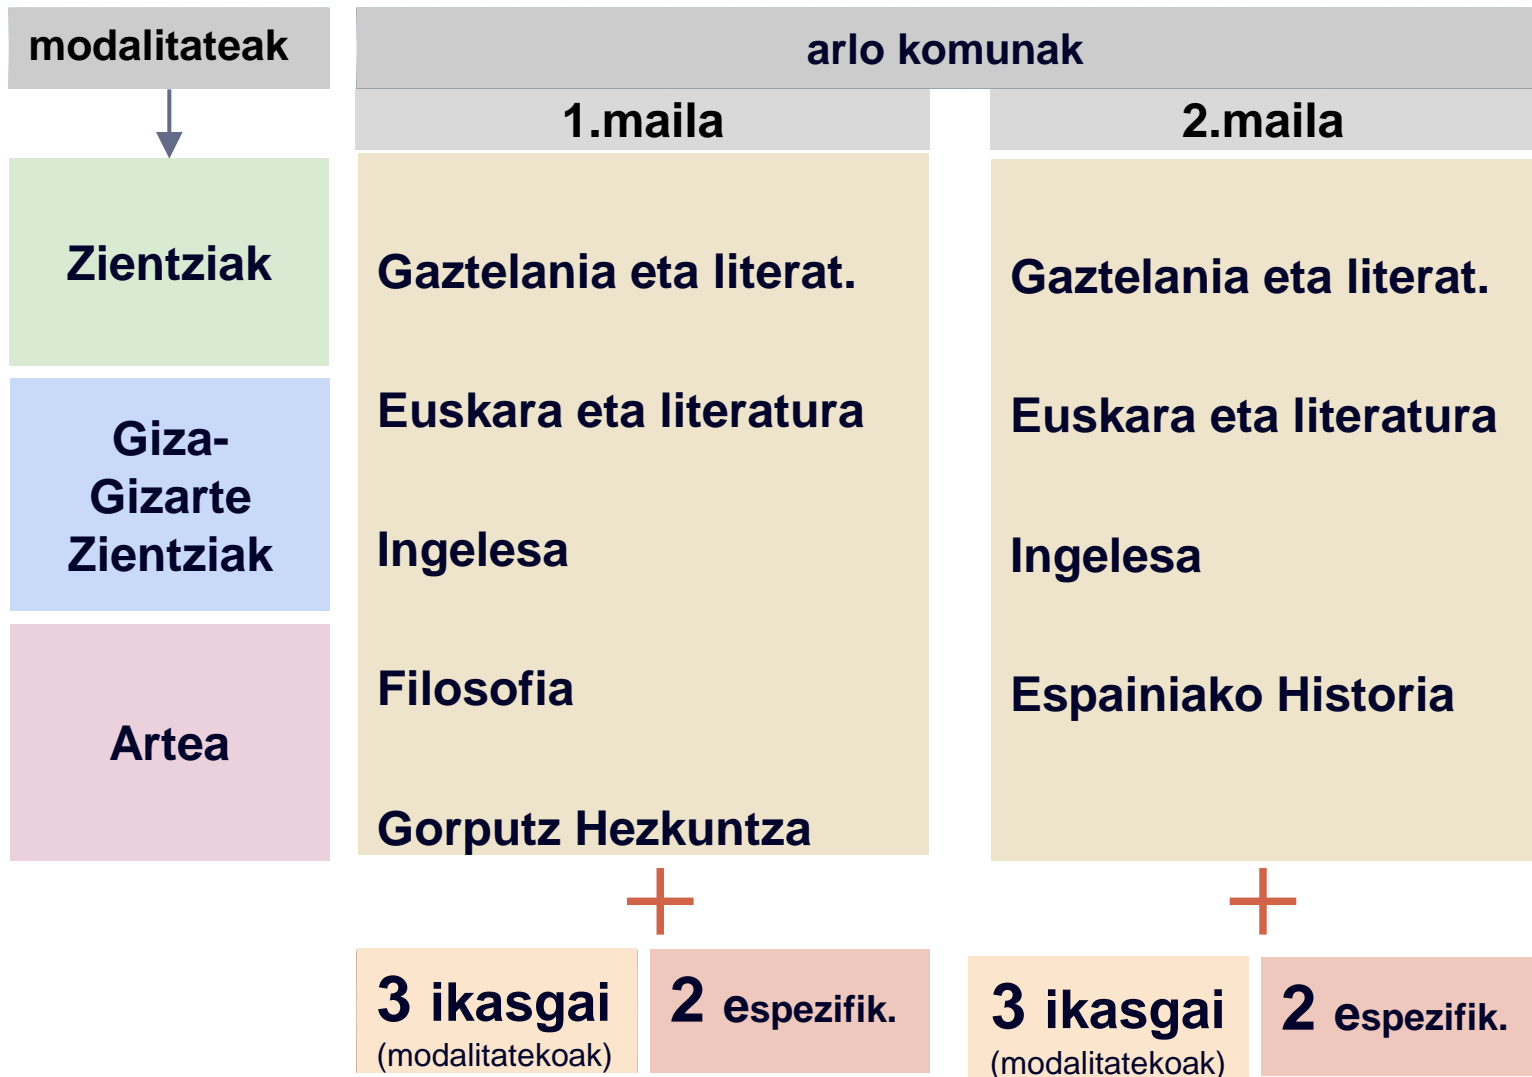 modalitateak
arlo komunak
1.maila
2.maila
Zientziak
Giza-
Gizarte
Zientziak
Artea
Gaztelania eta literat.
Euskara eta literatura
Ingelesa
Filosofia
Gorputz Hezkuntza
Gaztelania eta literat.
Euskara eta literatura
Ingelesa
Espainiako Historia
+
+
3 ikasgai
(modalitatekoak)
2 espezifik.
3 ikasgai
(modalitatekoak)
2 espezifik.